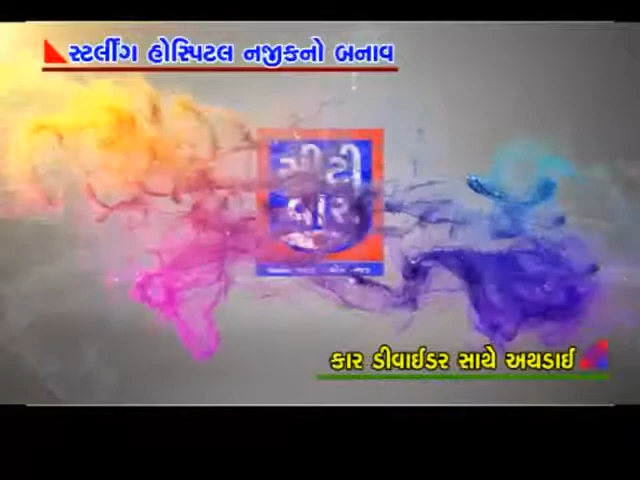 સ્ટર્લીંગ હોસ્પિટલ નજીકનો બનાવ
સીટી
વોચ
કાર ડીવાઈડર સાથે અથડાઈ